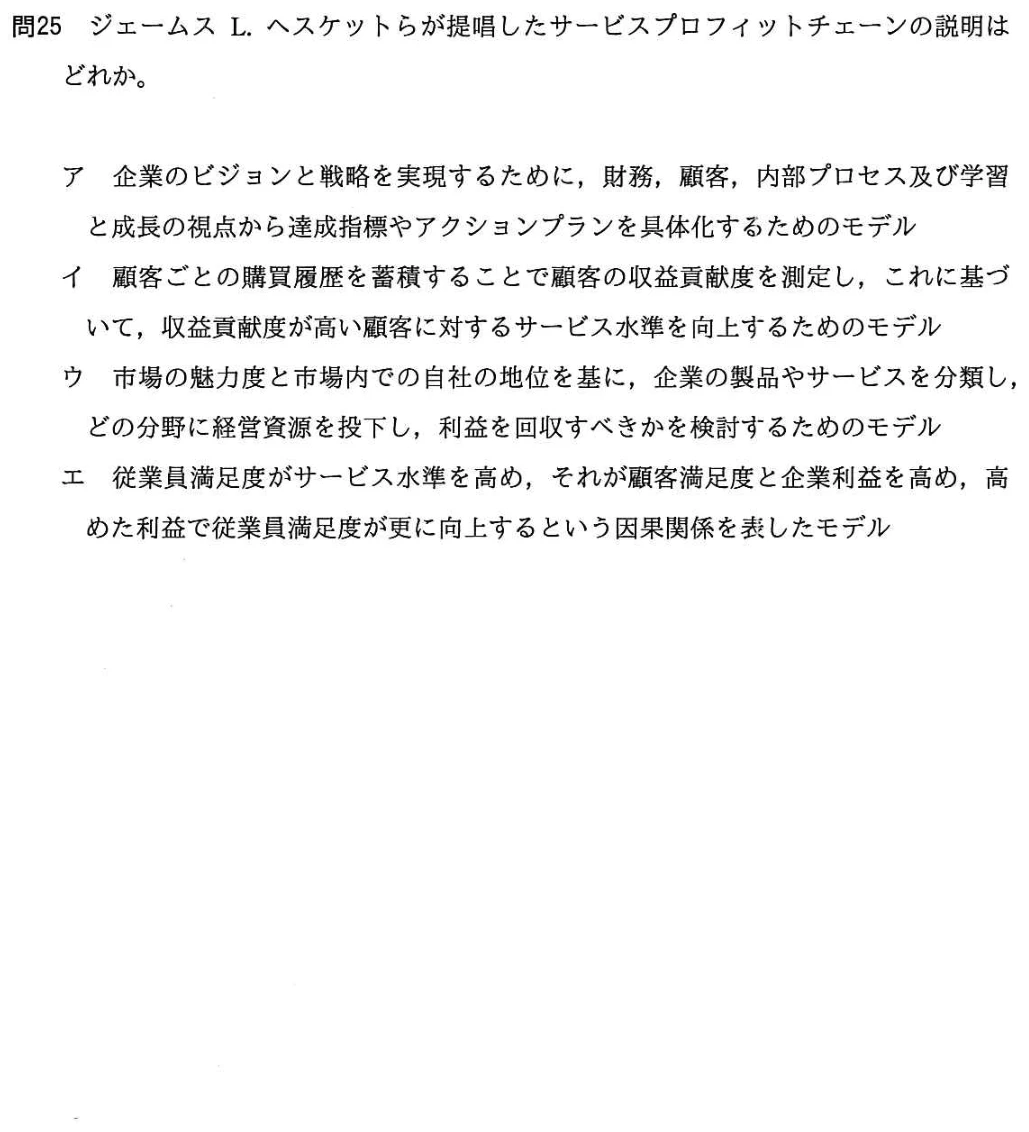 問25 ジェームス L. ヘスケットらが提唱したサービスプロフィットチェーンの説明は
どれか。
ア 企業のビジョンと戦略を実現するために，財務，顧客，内部プロセス及び学習
と成長の視点から達成指標やアクションプランを具体化するためのモデル
イ 顧客ごとの購買履歴を蓄積することで顧客の収益貢献度を測定し，これに基づ
いて，収益貢献度が高い顧客に対するサービス水準を向上するためのモデル
ウ 市場の魅力度と市場内での自社の地位を基に，企業の製品やサービスを分類し，
どの分野に経営資源を投下し，利益を回収すべきかを検討するためのモデル
エ 従業員満足度がサービス水準を高め，それが顧客満足度と企業利益を高め，高
めた利益で従業員満足度が更に向上するという因果関係を表したモデル